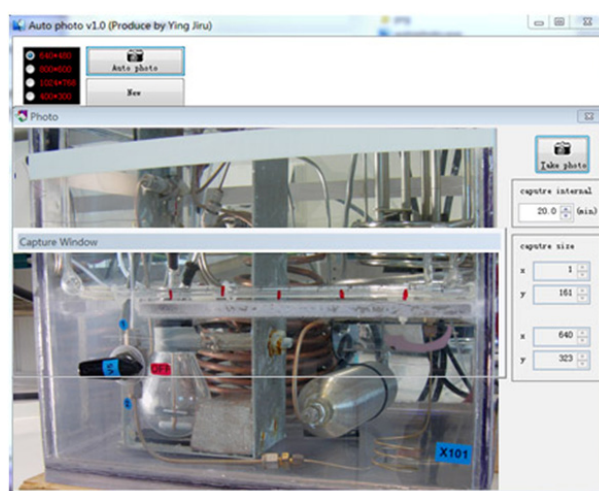 Auto photo v1.0 (Produce by Ying Jiru)
640*480
800*600
1024*768
400*300
Auto photo
New
Photo
Take photo
caputre internal
20.0 (min)
Capture Window
caputre size
x 1
y 161
x 640
y 323
OFF
X101